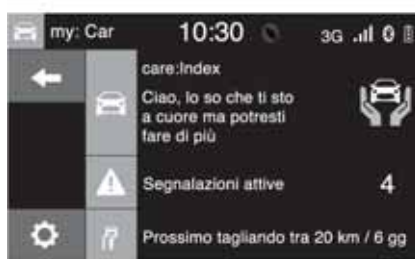 my: Car 10:30 3G
care:Index
Ciao, lo so che ti sto
a cuore ma potresti
fare di più
Segnalazioni attive 4
Prossimo tagliando tra 20 km / 6 gg